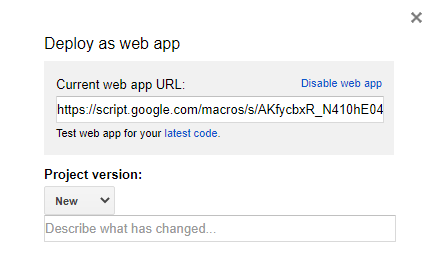 Deploy as web app
Current web app URL: Disable web app
https://script.google.com/macros/s/AKfycbxR_N410hE04
Test web app for your latest code.
Project version:
New
Describe what has changed...